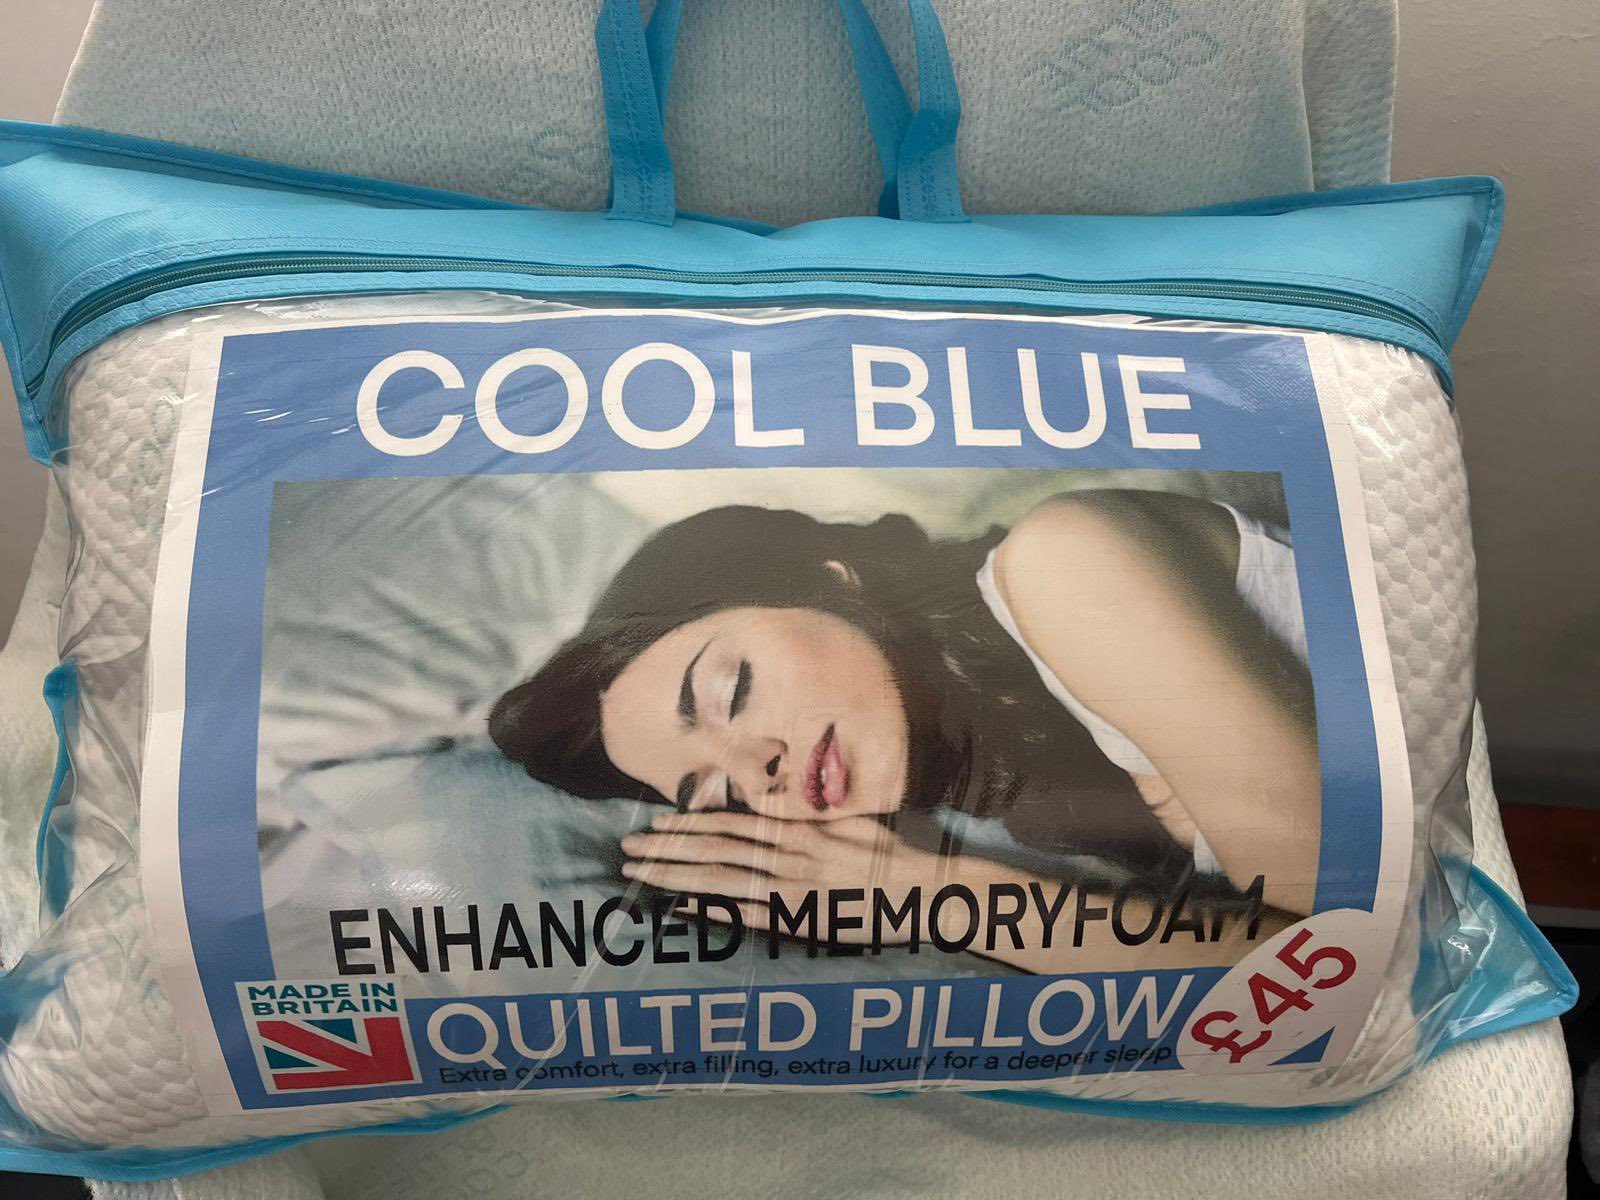 COOL BLUE
ENHANCED MEMORYFOAM
MADE IN
BRITAIN
QUILTED PILLOW
£45
Extra comfort, extra filling, extra luxury for a deeper sleep